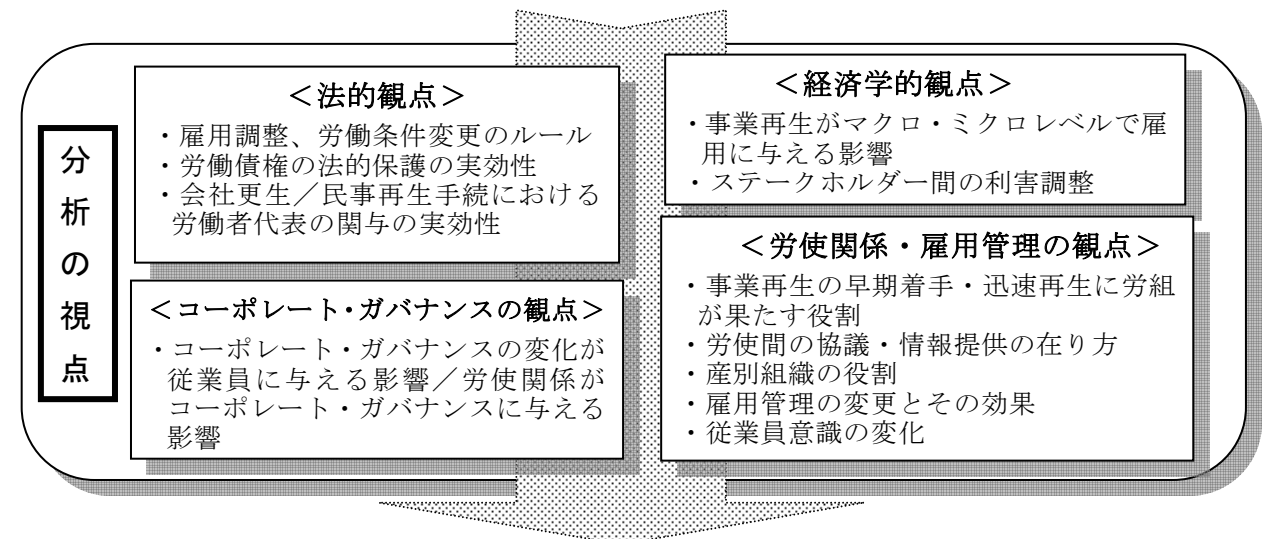 分析の視点
＜法的観点＞
・雇用調整、労働条件変更のルール
・労働債権の法的保護の実効性
・会社更生／民事再生手続における
労働者代表の関与の実効性
＜経済学的観点＞
・事業再生がマクロ・ミクロレベルで雇
用に与える影響
・ステークホルダー間の利害調整
＜コーポレート・ガバナンスの観点＞
・コーポレート・ガバナンスの変化が
従業員に与える影響／労使関係が
コーポレート・ガバナンスに与える
影響
＜労使関係・雇用管理の観点＞
・事業再生の早期着手・迅速再生に労組
が果たす役割
・労使間の協議・情報提供の在り方
・産別組織の役割
・雇用管理の変更とその効果
・従業員意識の変化